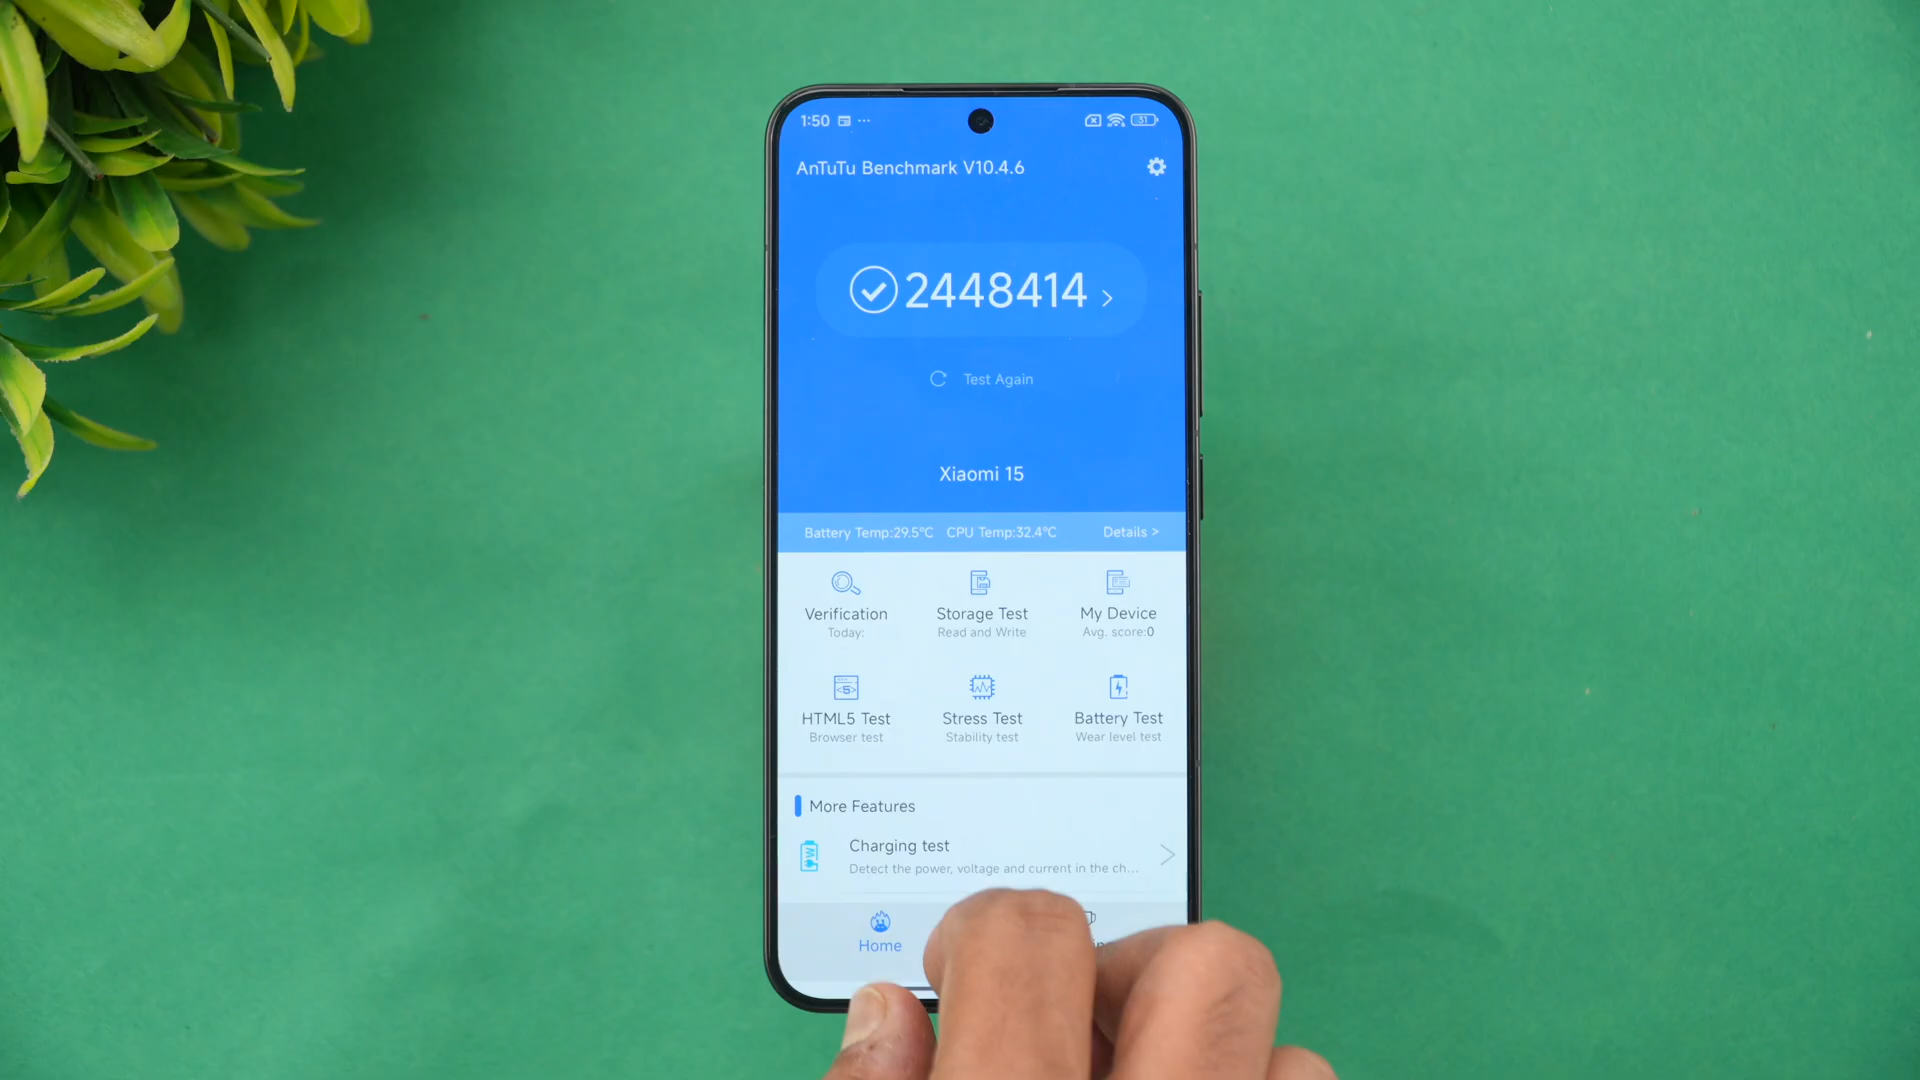 1:50 ... 31
AnTuTu Benchmark V10.4.6
2448414 >
Test Again
Xiaomi 15
Battery Temp:29.5°C CPU Temp:32.4°C Details >
Verification Storage Test My Device
Today: Read and Write Avg. score:0
HTML5 Test Stress Test Battery Test
Browser test Stability test Wear level test
More Features
Charging test
Detect the power, voltage and current in the ch...
Home